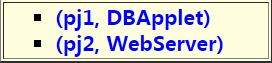 (pj1, DBApplet)
(pj2, WebServer)